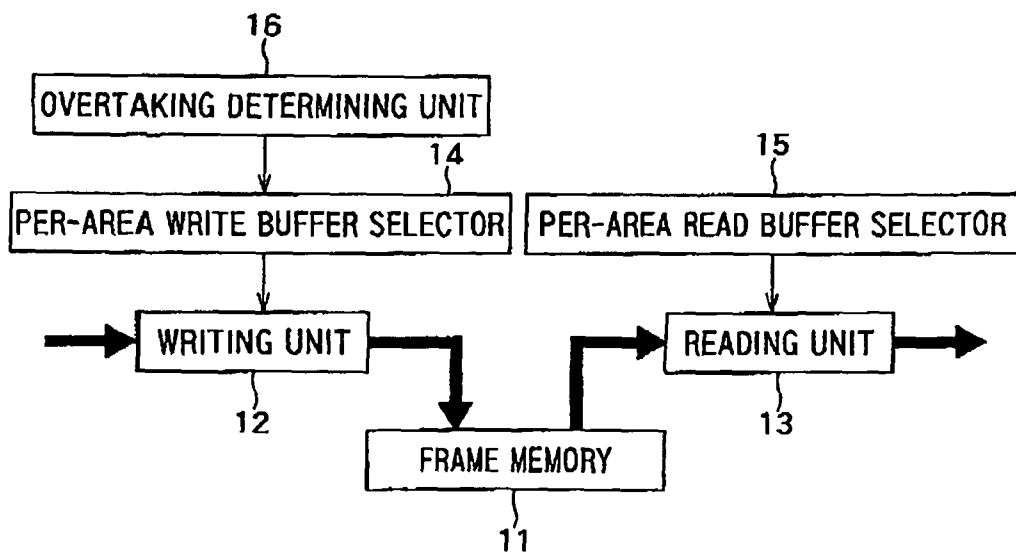 16
OVERTAKING DETERMINING UNIT
14
15
PER-AREA WRITE BUFFER SELECTOR
PER-AREA READ BUFFER SELECTOR
WRITING UNIT
READING UNIT
12
13
FRAME MEMORY
11